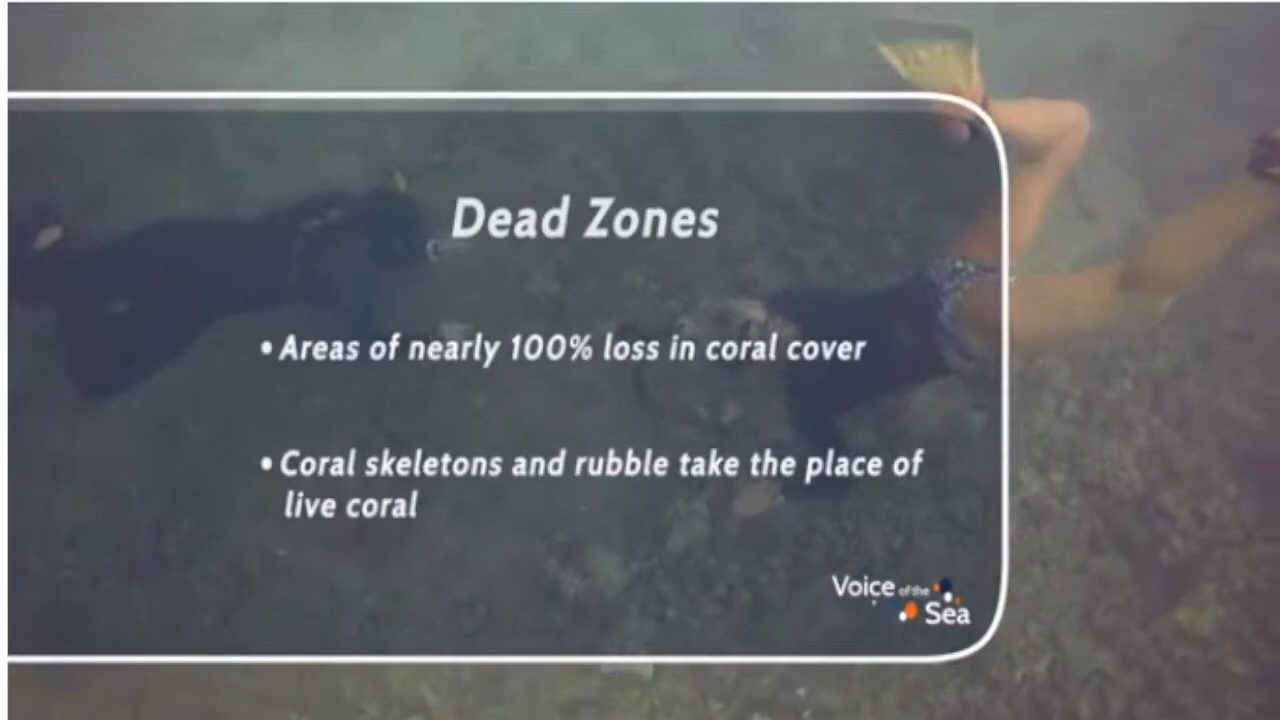 Dead Zones
• Areas of nearly 100% loss in coral cover
• Coral skeletons and rubble take the place of
live coral
Voice of the
Sea